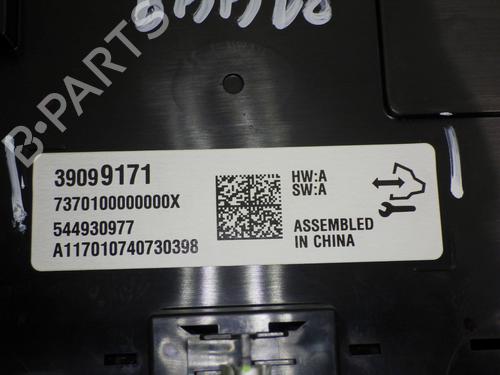 B-PARTS
39099171
7370100000000X
544930977
A117010740730398
HW:A
SW:A
ASSEMBLED
IN CHINA